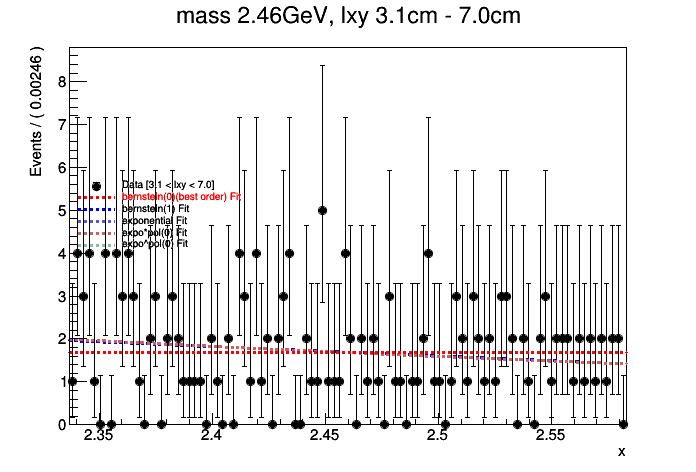 mass 2.46GeV, lxy 3.1cm - 7.0cm
Events / ( 0.00246 )
8
7
6
5
4
3
2
1
0
Data [3.1 < lxy < 7.0]
bernstein(0)(best order) Fit
bernstein(1) Fit
exponential Fit
expo*pol(0) Fit
expo^pol(0) Fit
2.35 2.4 2.45 2.5 2.55
x